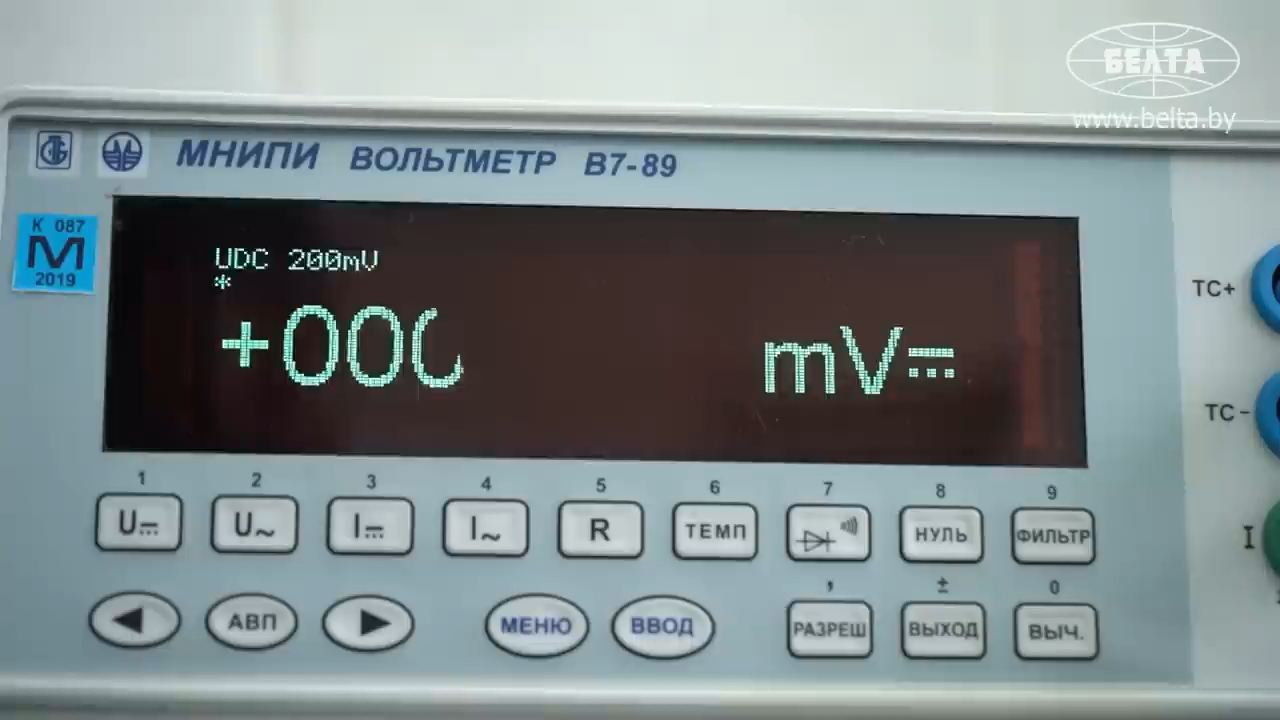 БЕЛТА
www.belta.by
МНИПИ ВОЛЬТМЕТР В7-89
К 087
М
2019
UDC 200mV
*
+000 mV
TC+
TC-
I
1 2 3 4 5 6 7 8 9
U U~ I I~ R ТЕМП НУЛЬ ФИЛЬТР
, ± 0
АВП МЕНЮ ВВОД РАЗРЕШ ВЫХОД ВЫЧ.